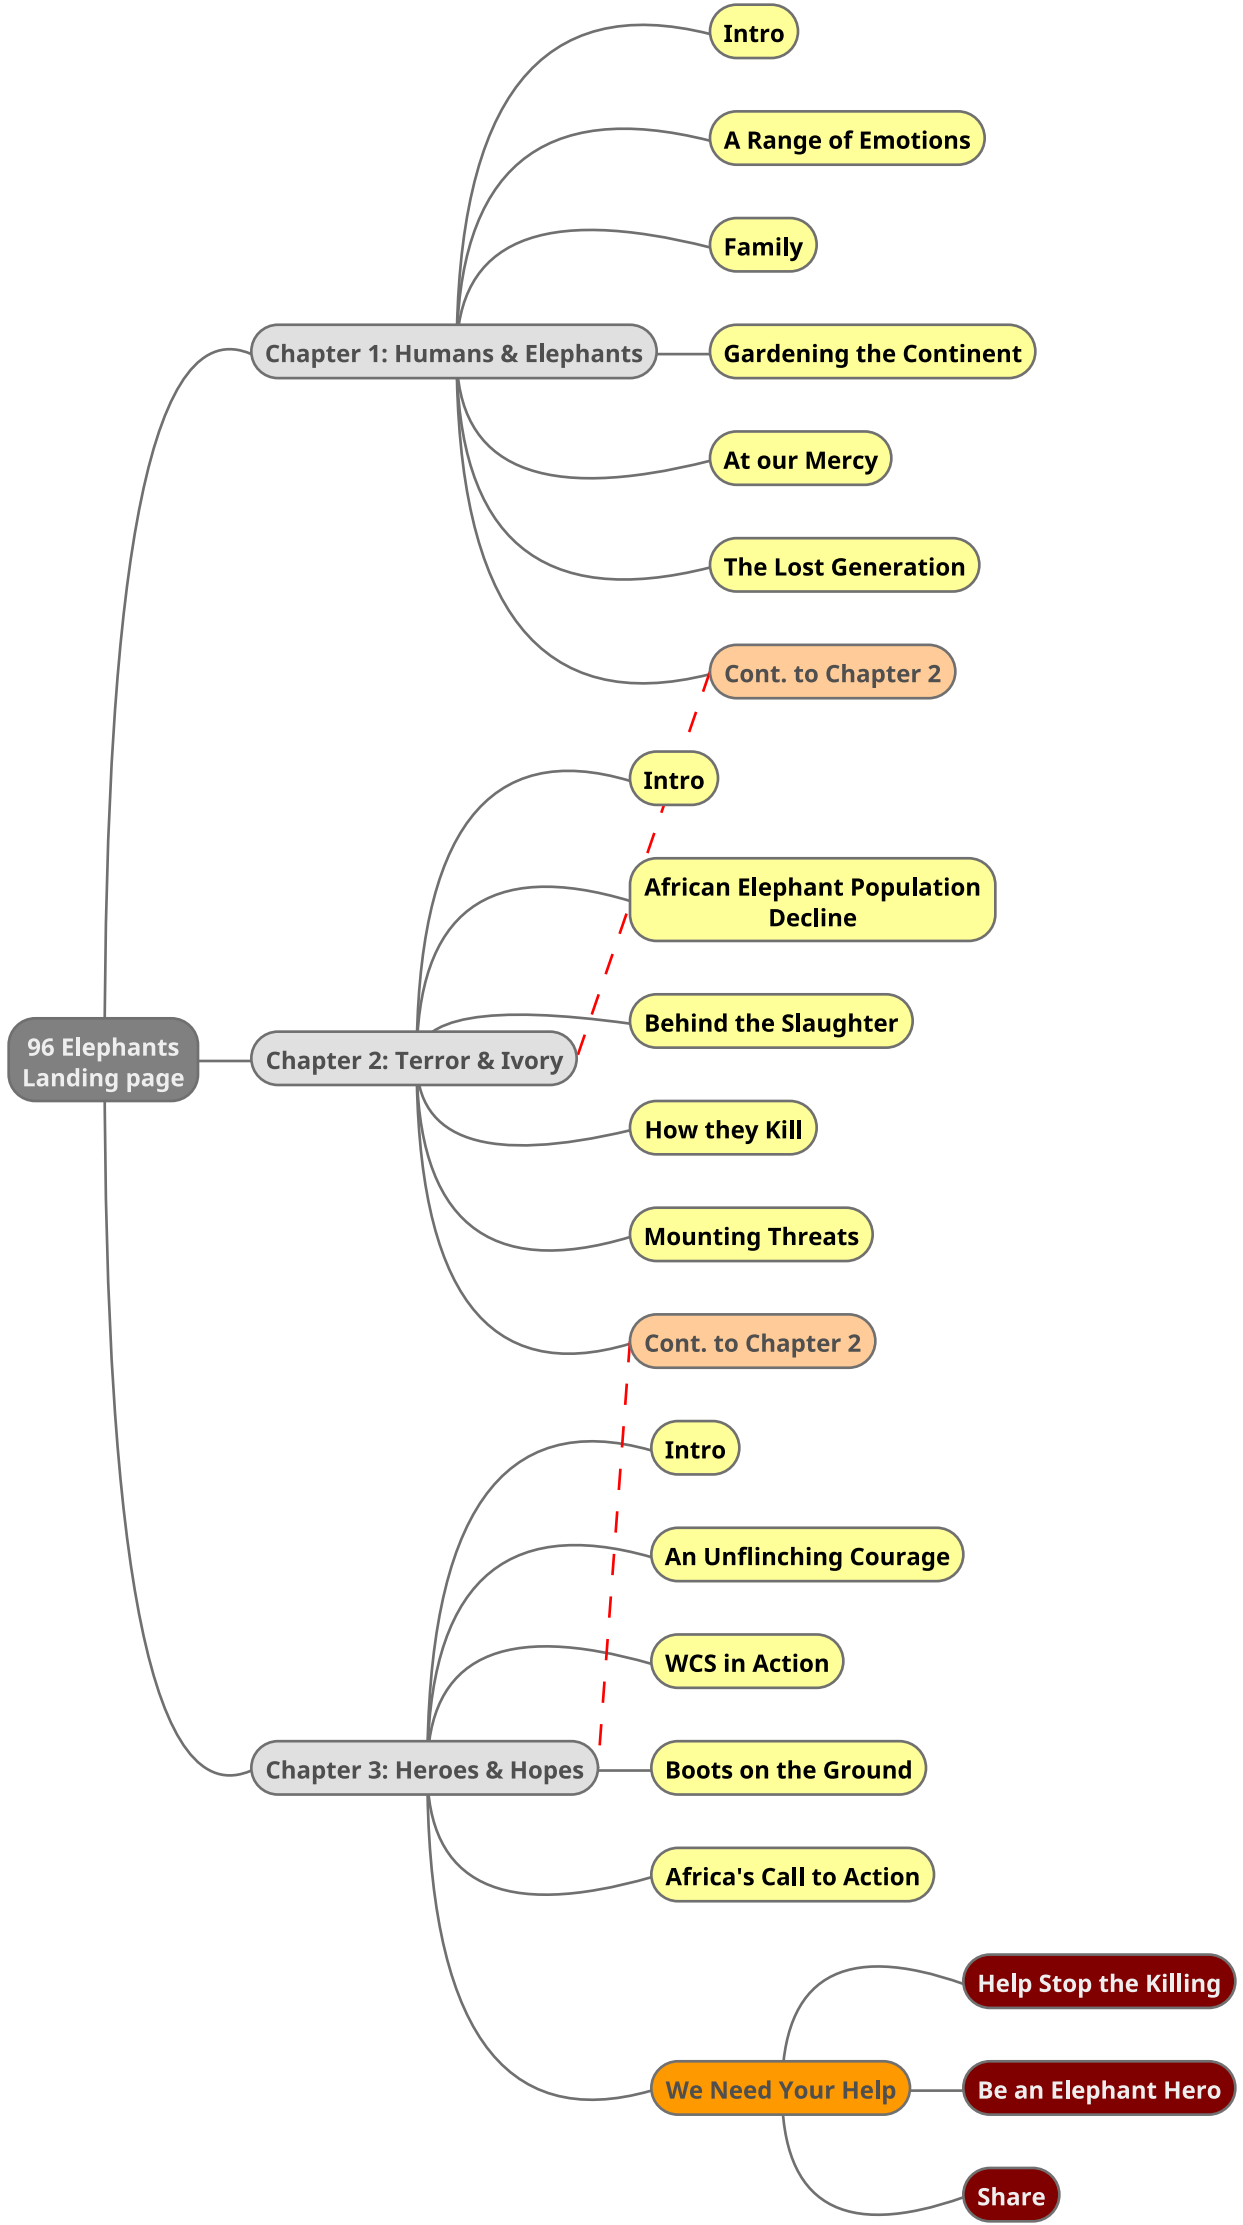 Intro
A Range of Emotions
Family
Chapter 1: Humans & Elephants
Gardening the Continent
At our Mercy
The Lost Generation
Cont. to Chapter 2
Intro
African Elephant Population
Decline
Behind the Slaughter
96 Elephants
Landing page
Chapter 2: Terror & Ivory
How they Kill
Mounting Threats
Cont. to Chapter 2
Intro
An Unflinching Courage
WCS in Action
Chapter 3: Heroes & Hopes
Boots on the Ground
Africa's Call to Action
Help Stop the Killing
We Need Your Help
Be an Elephant Hero
Share